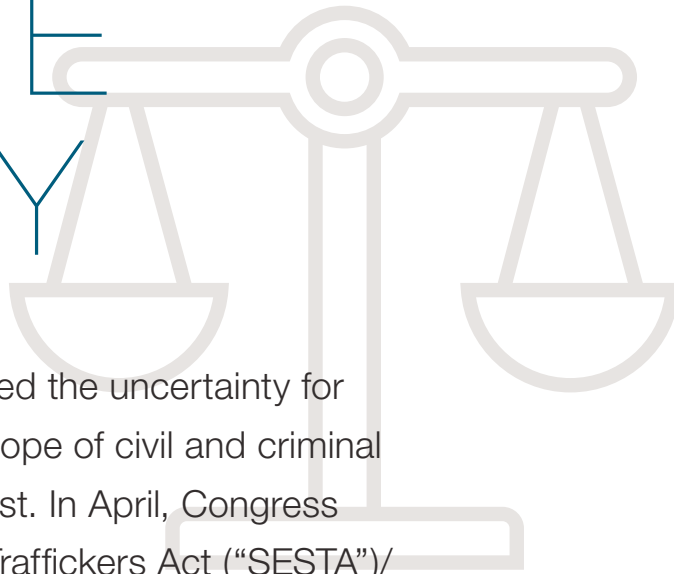 E
Y
ed the uncertainty for
ope of civil and criminal
st. In April, Congress
raffickers Act (“SESTA”)/